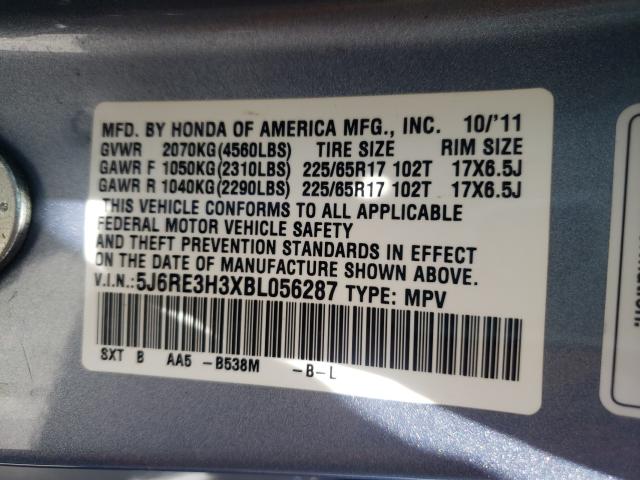 MFD. BY HONDA OF AMERICA MFG., INC. 10/'11
GVWR 2070KG(4560LBS) TIRE SIZE RIM SIZE
GAWR F 1050KG(2310LBS) 225/65R17 102T 17X6.5J
GAWR R 1040KG(2290LBS) 225/65R17 102T 17X6.5J
THIS VEHICLE CONFORMS TO ALL APPLICABLE
FEDERAL MOTOR VEHICLE SAFETY
AND THEFT PREVENTION STANDARDS IN EFFECT
ON THE DATE OF MANUFACTURE SHOWN ABOVE.
V.I.N.:5J6RE3H3XBL056287 TYPE: MPV
SXT B AA5 -B538M -B-L